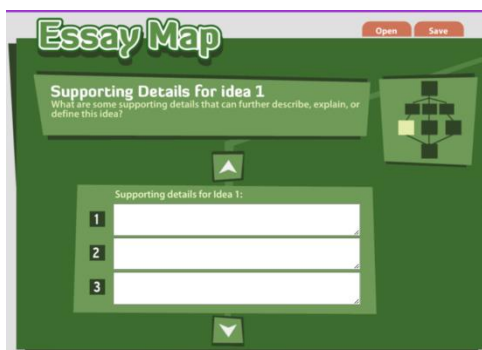 Essay Map
Open Save
Supporting Details for idea 1
What are some supporting details that can further describe, explain, or
define this idea?
Supporting details for Idea 1:
1
2
3